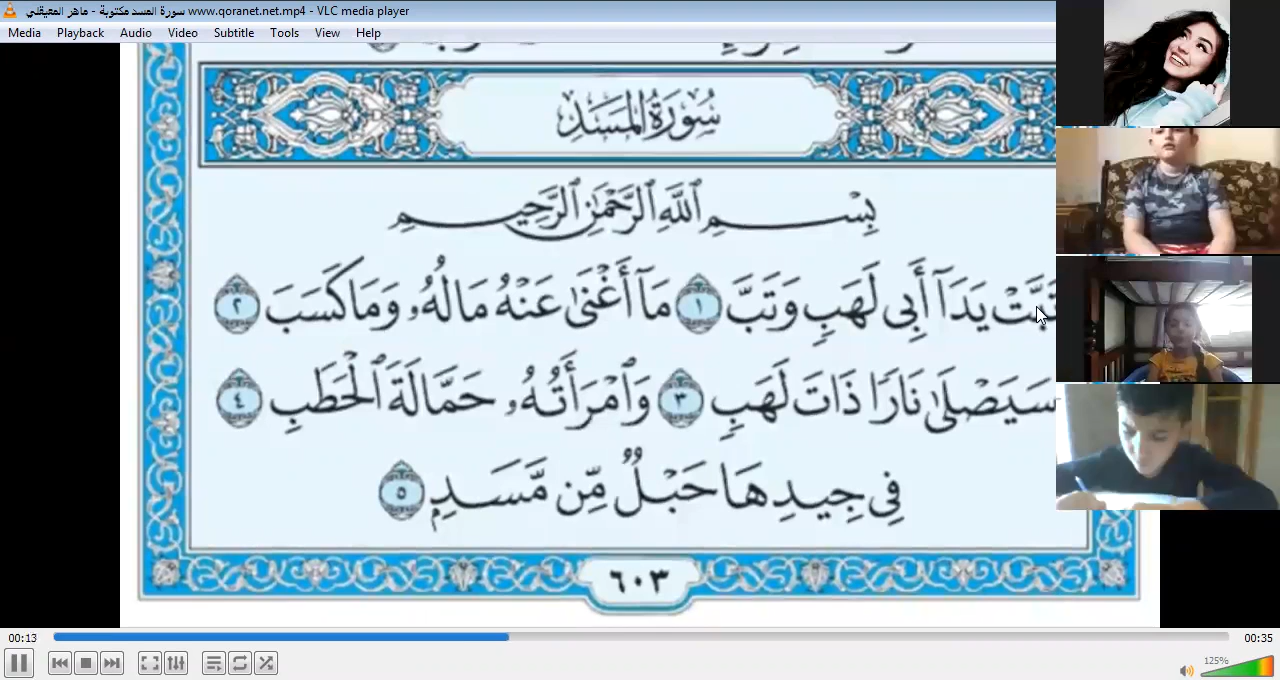 سورة المسد مكتوبة - ماهر المعيقلي www.qoranet.net.mp4 - VLC media player
Media Playback Audio Video Subtitle Tools View Help
سُورَةُ المَسَدِ
بِسْمِ ٱللَّهِ ٱلرَّحْمَٰنِ ٱلرَّحِيمِ
تَبَّتْ يَدَآ أَبِى لَهَبٍ وَتَبَّ ١ مَآ أَغْنَىٰ عَنْهُ مَالُهُۥ وَمَا كَسَبَ ٢
سَيَصْلَىٰ نَارًا ذَاتَ لَهَبٍ ٣ وَٱمْرَأَتُهُۥ حَمَّالَةَ ٱلْحَطَبِ ٤
فِى جِيدِهَا حَبْلٌ مِّن مَّسَدٍۭ ٥
٦٠٣
00:13 00:35
125%